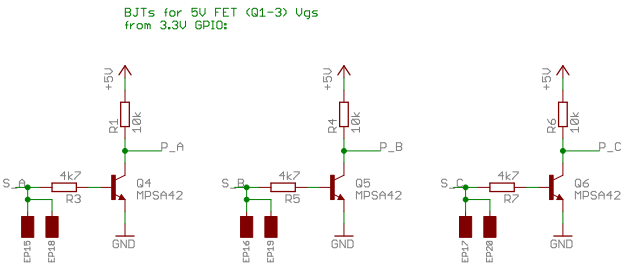 BJTs for 5V FET (Q1-3) Vgs
from 3.3V GPIO:
+5V
+5V
+5V
R1
10k
R4
10k
R6
10k
P_A
P_B
P_C
S_A
4k7
R3
Q4
MPSA42
S_B
4k7
R5
Q5
MPSA42
S_C
4k7
R7
Q6
MPSA42
EP15
EP18
GND
EP16
EP19
GND
EP17
EP20
GND